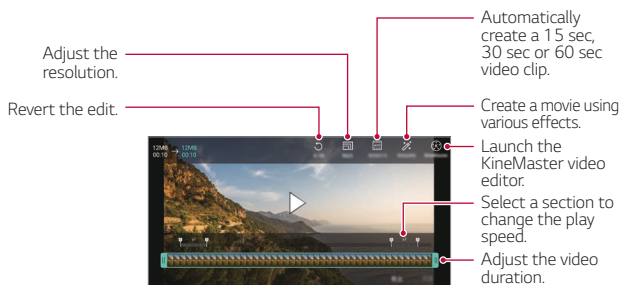 Automatically
create a 15 sec,
30 sec or 60 sec
video clip.
Adjust the
resolution.
Revert the edit.
Create a movie using
various effects.
Launch the
KineMaster video
editor.
Select a section to
change the play
speed.
Adjust the video
duration.
12MB → 12MB
00:10 00:10